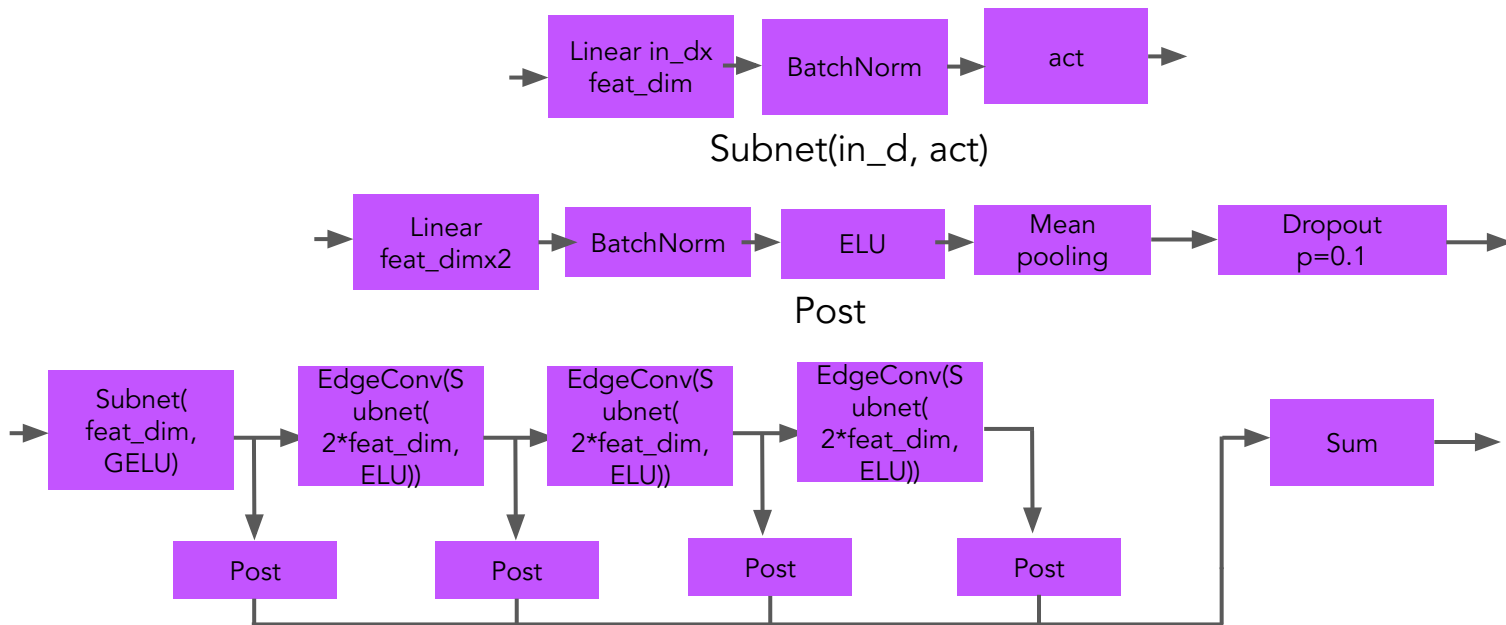 Linear in_dx
feat_dim
BatchNorm
act
Subnet(in_d, act)
Linear
feat_dimx2
BatchNorm
ELU
Mean
pooling
Dropout
p=0.1
Post
Subnet(
feat_dim,
GELU)
EdgeConv(S
ubnet(
2*feat_dim,
ELU))
EdgeConv(S
ubnet(
2*feat_dim,
ELU))
EdgeConv(S
ubnet(
2*feat_dim,
ELU))
Sum
Post
Post
Post
Post